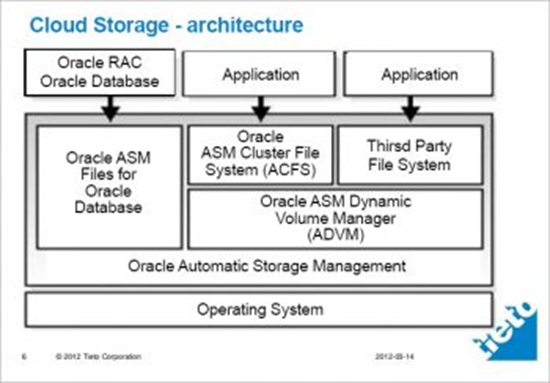 Cloud Storage - architecture
Oracle RAC
Oracle Database
Application
Application
Oracle ASM
Files for
Oracle
Database
Oracle
ASM Cluster File
System (ACFS)
Thirsd Party
File System
Oracle ASM Dynamic
Volume Manager
(ADVM)
Oracle Automatic Storage Management
Operating System
tieto
6
© 2012 Tieto Corporation
2012-03-14